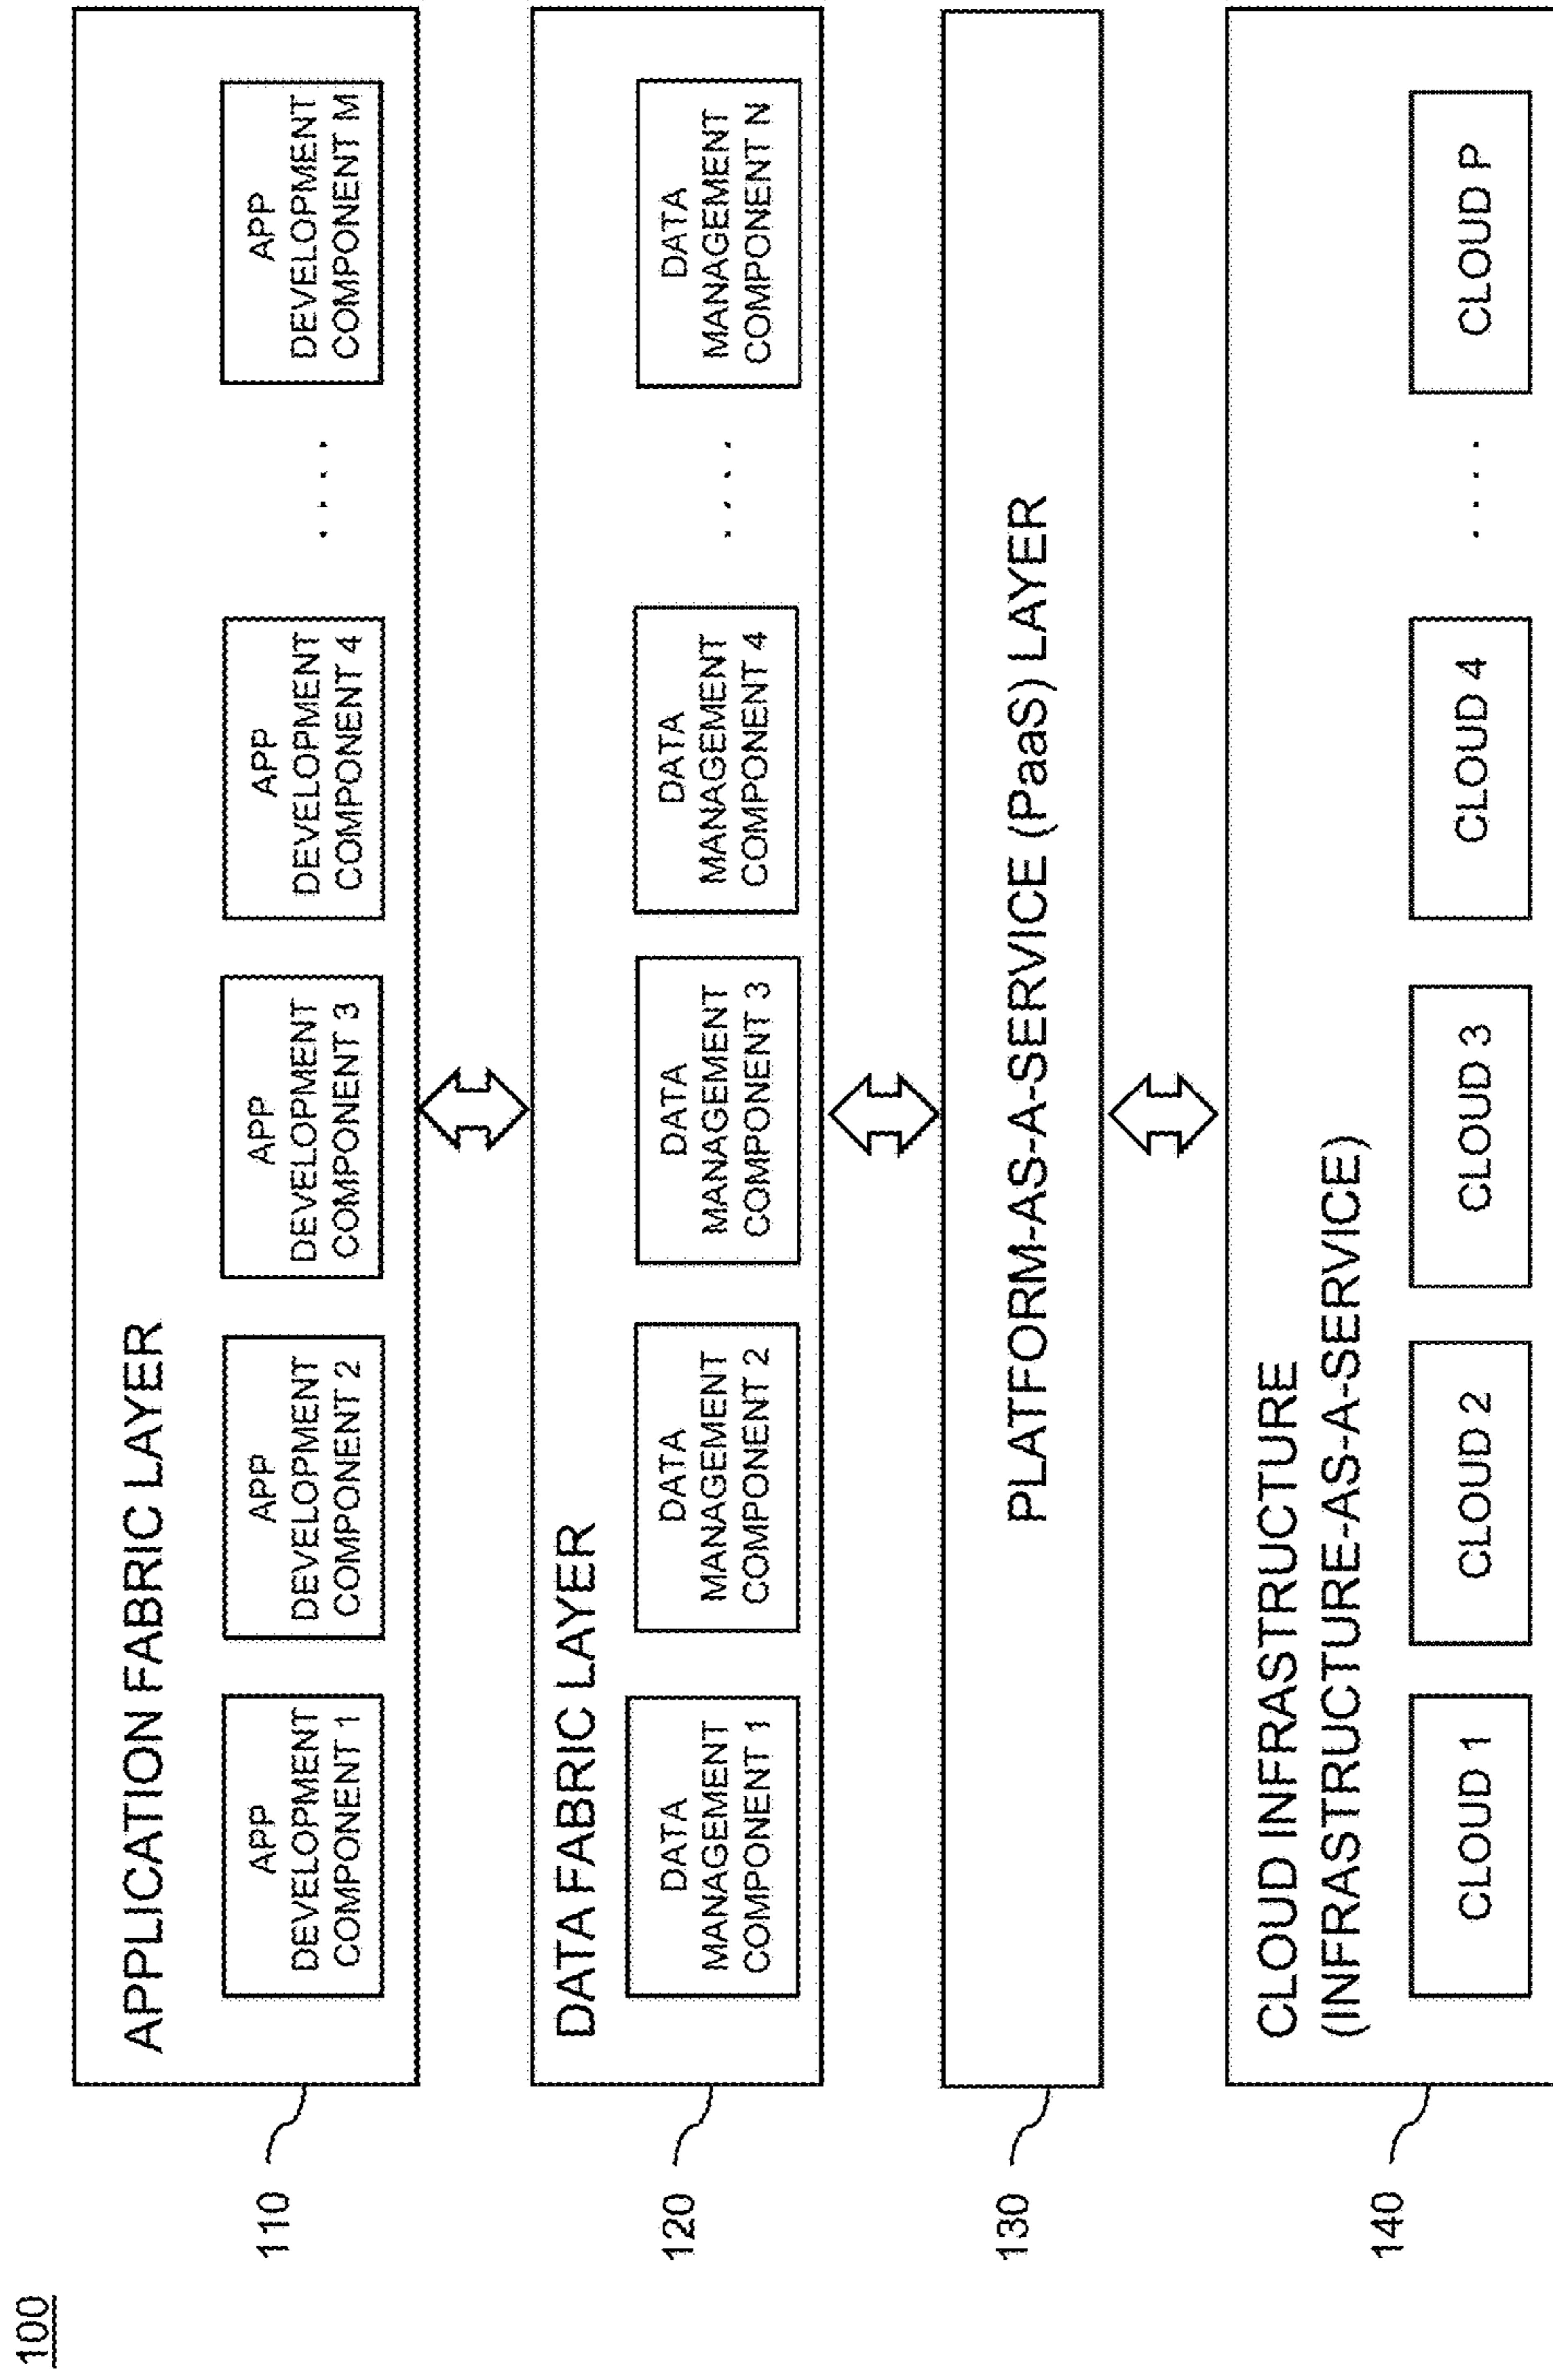 100
110
APPLICATION FABRIC LAYER
APP
DEVELOPMENT
COMPONENT 1
APP
DEVELOPMENT
COMPONENT 2
APP
DEVELOPMENT
COMPONENT 3
APP
DEVELOPMENT
COMPONENT 4
. . . .
APP
DEVELOPMENT
COMPONENT M
120
DATA FABRIC LAYER
DATA
MANAGEMENT
COMPONENT 1
DATA
MANAGEMENT
COMPONENT 2
DATA
MANAGEMENT
COMPONENT 3
DATA
MANAGEMENT
COMPONENT 4
. . . .
DATA
MANAGEMENT
COMPONENT N
130
PLATFORM-AS-A-SERVICE (PaaS) LAYER
140
CLOUD INFRASTRUCTURE
(INFRASTRUCTURE-AS-A-SERVICE)
CLOUD 1
CLOUD 2
CLOUD 3
CLOUD 4
. . . .
CLOUD P